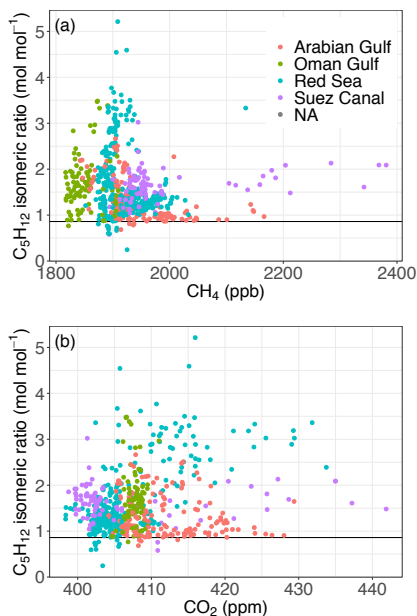 (a)
Arabian Gulf
Oman Gulf
Red Sea
Suez Canal
NA
C₅H₁₂ isomeric ratio (mol mol⁻¹)
5
4
3
2
1
0
1800 2000 2200 2400
CH₄ (ppb)
(b)
C₅H₁₂ isomeric ratio (mol mol⁻¹)
5
4
3
2
1
0
400 410 420 430 440
CO₂ (ppm)